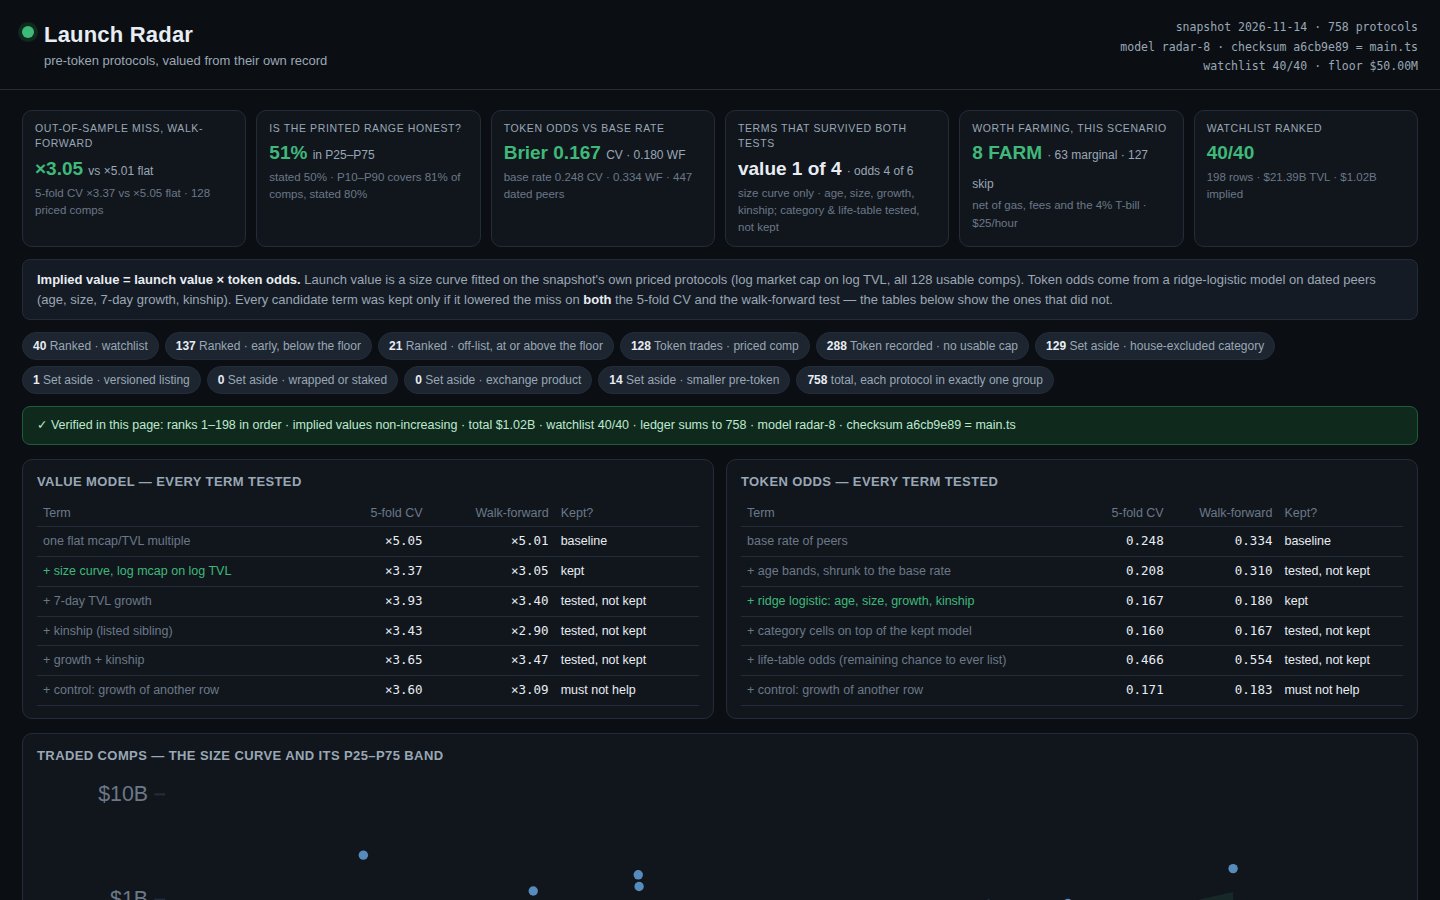 Launch Radar
pre-token protocols, valued from their own record
snapshot 2026-11-14 · 758 protocols
model radar-8 · checksum a6cb9e89 = main.ts
watchlist 40/40 · floor $50.00M
OUT-OF-SAMPLE MISS, WALK-
FORWARD
×3.05 vs ×5.01 flat
5-fold CV ×3.37 vs ×5.05 flat · 128
priced comps
IS THE PRINTED RANGE HONEST?
51% in P25–P75
stated 50% · P10–P90 covers 81% of
comps, stated 80%
TOKEN ODDS VS BASE RATE
Brier 0.167 CV · 0.180 WF
base rate 0.248 CV · 0.334 WF · 447
dated peers
TERMS THAT SURVIVED BOTH
TESTS
value 1 of 4 · odds 4 of 6
size curve only · age, size, growth,
kinship; category & life-table tested,
not kept
WORTH FARMING, THIS SCENARIO
8 FARM · 63 marginal · 127
skip
net of gas, fees and the 4% T-bill ·
$25/hour
WATCHLIST RANKED
40/40
198 rows · $21.39B TVL · $1.02B
implied
Implied value = launch value × token odds. Launch value is a size curve fitted on the snapshot's own priced protocols (log market cap on log TVL, all 128 usable comps). Token odds come from a ridge-logistic model on dated peers
(age, size, 7-day growth, kinship). Every candidate term was kept only if it lowered the miss on both the 5-fold CV and the walk-forward test — the tables below show the ones that did not.
40 Ranked · watchlist
137 Ranked · early, below the floor
21 Ranked · off-list, at or above the floor
128 Token trades · priced comp
288 Token recorded · no usable cap
129 Set aside · house-excluded category
1 Set aside · versioned listing
0 Set aside · wrapped or staked
0 Set aside · exchange product
14 Set aside · smaller pre-token
758 total, each protocol in exactly one group
✓ Verified in this page: ranks 1–198 in order · implied values non-increasing · total $1.02B · watchlist 40/40 · ledger sums to 758 · model radar-8 · checksum a6cb9e89 = main.ts
VALUE MODEL — EVERY TERM TESTED
Term 5-fold CV Walk-forward Kept?
one flat mcap/TVL multiple ×5.05 ×5.01 baseline
+ size curve, log mcap on log TVL ×3.37 ×3.05 kept
+ 7-day TVL growth ×3.93 ×3.40 tested, not kept
+ kinship (listed sibling) ×3.43 ×2.90 tested, not kept
+ growth + kinship ×3.65 ×3.47 tested, not kept
+ control: growth of another row ×3.60 ×3.09 must not help
TOKEN ODDS — EVERY TERM TESTED
Term 5-fold CV Walk-forward Kept?
base rate of peers 0.248 0.334 baseline
+ age bands, shrunk to the base rate 0.208 0.310 tested, not kept
+ ridge logistic: age, size, growth, kinship 0.167 0.180 kept
+ category cells on top of the kept model 0.160 0.167 tested, not kept
+ life-table odds (remaining chance to ever list) 0.466 0.554 tested, not kept
+ control: growth of another row 0.171 0.183 must not help
TRADED COMPS — THE SIZE CURVE AND ITS P25–P75 BAND
$10B
$1B